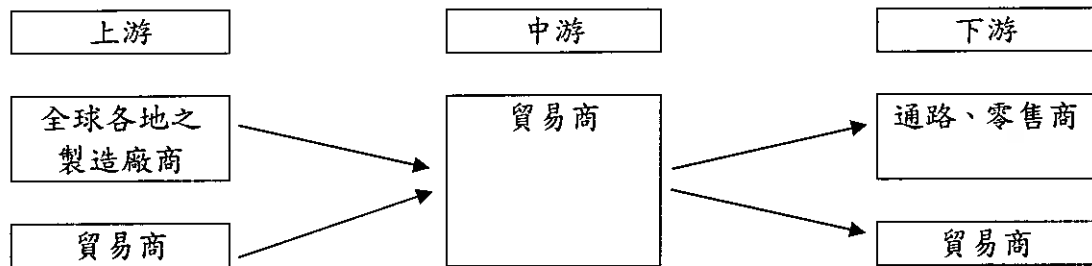 上游
中游
下游
全球各地之
製造廠商
貿易商
通路、零售商
貿易商
貿易商